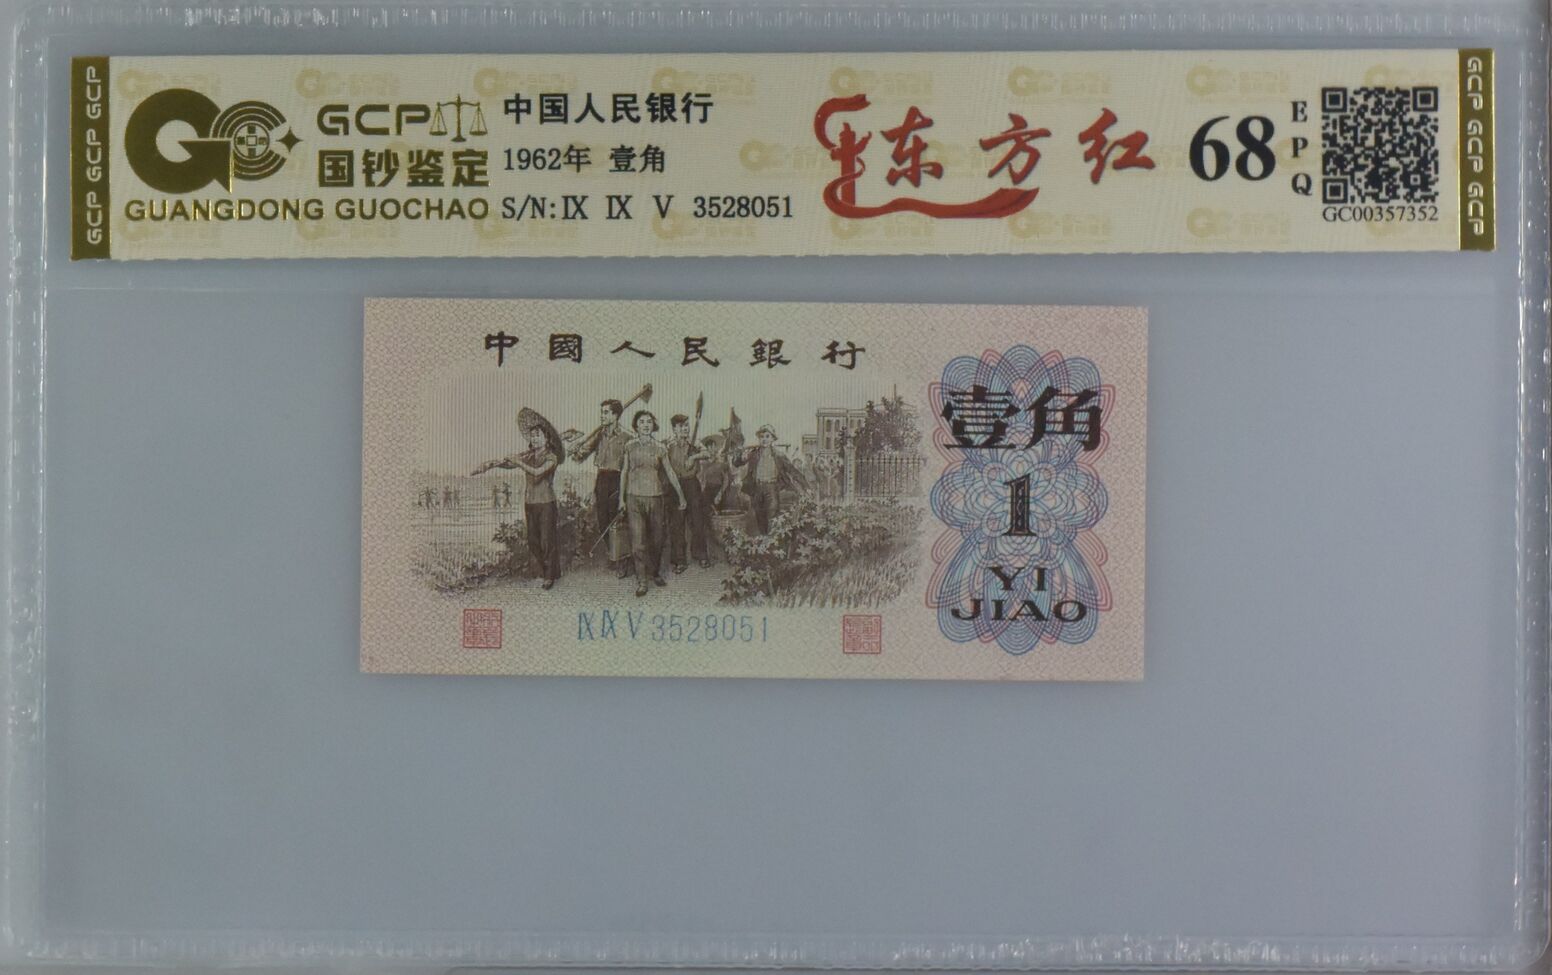 GCP GCP GCP
GCP
国钞鉴定
GUANGDONG GUOCHAO
中国人民银行
1962年 壹角
S/N:IX IX V 3528051
东方红
68
EPQ
GC00357352
GCP GCP GCP
中國人民銀行
壹角
1
YI
JIAO
IX IX V 3528051